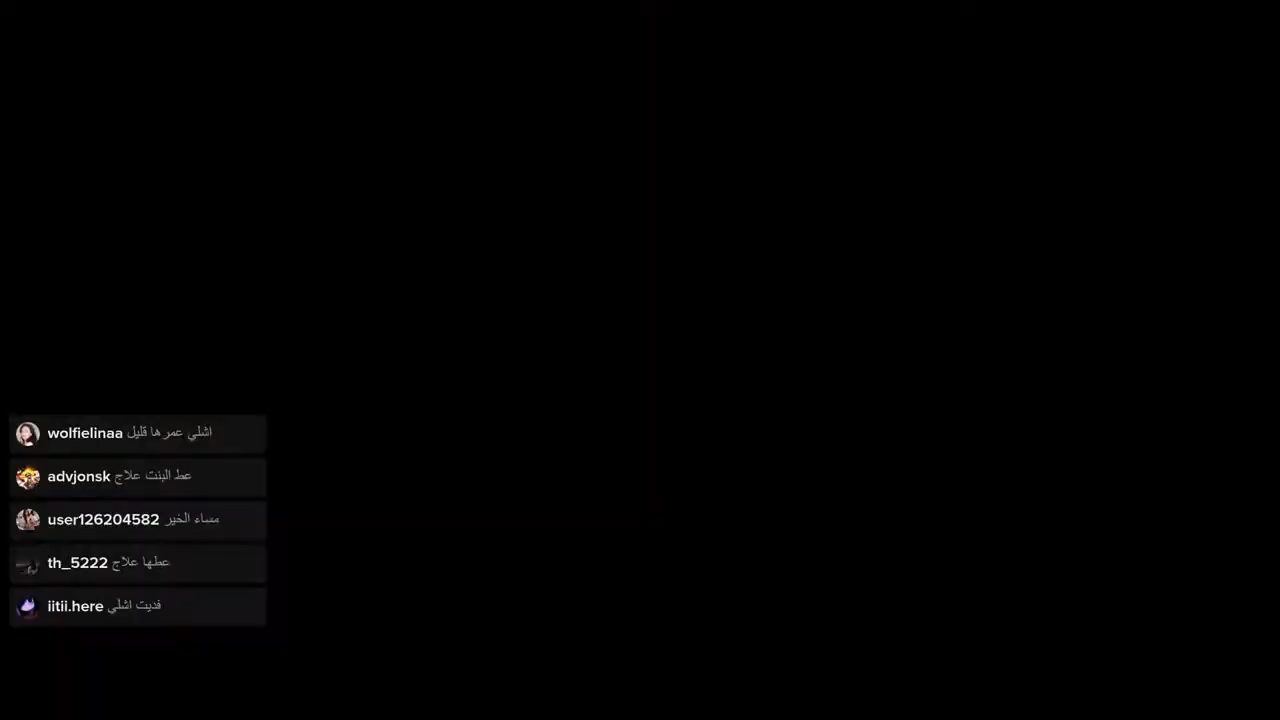 wolfielinaa اشلي عمرها قليل
advjonsk عط البنت علاج
user126204582 مساء الخير
th_5222 عطها علاج
iitii.here فديت اشلي